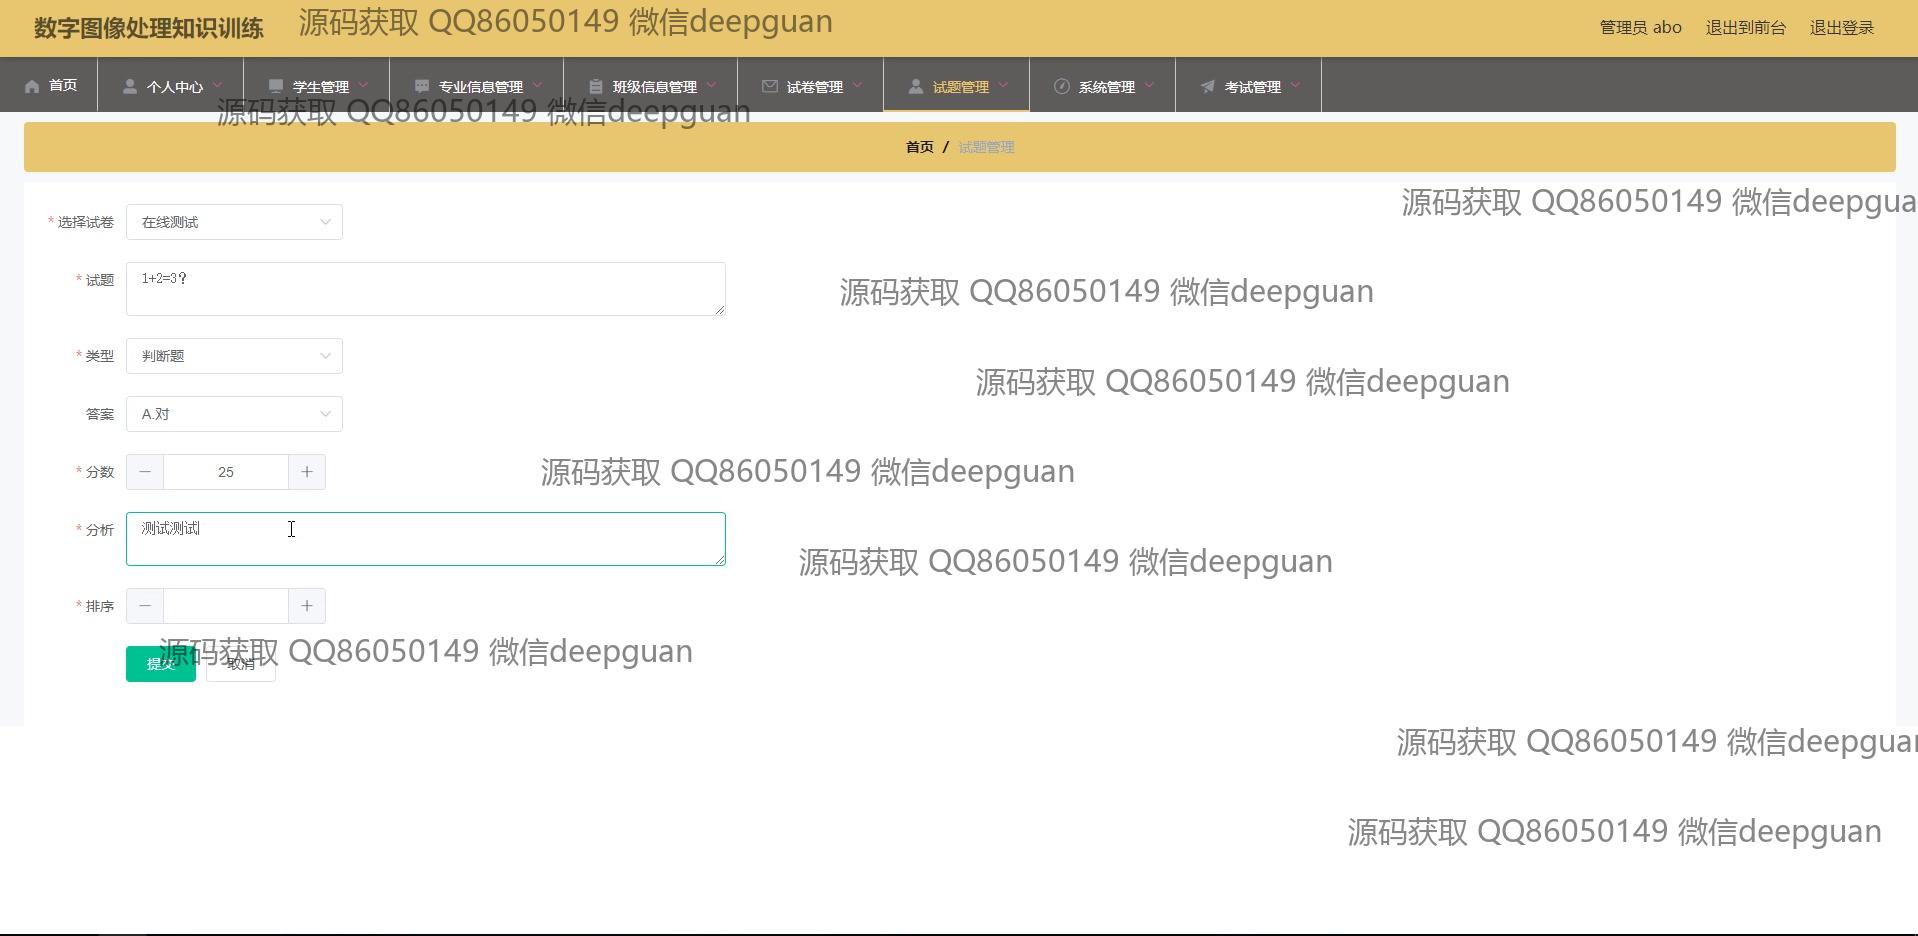 数字图像处理知识训练
源码获取 QQ86050149 微信deepguan
管理员 abo 退出到前台 退出登录
首页 个人中心 学生管理 专业信息管理 班级信息管理 试卷管理 试题管理 系统管理 考试管理
源码获取 QQ86050149 微信deepguan
首页 / 试题管理
源码获取 QQ86050149 微信deepgua
* 选择试卷 在线测试
* 试题 1+2=3?
源码获取 QQ86050149 微信deepguan
* 类型 判断题
源码获取 QQ86050149 微信deepguan
答案 A.对
* 分数 25
源码获取 QQ86050149 微信deepguan
* 分析 测试测试
源码获取 QQ86050149 微信deepguan
* 排序
源码获取 QQ86050149 微信deepguan
提交 取消
源码获取 QQ86050149 微信deepguan
源码获取 QQ86050149 微信deepguan